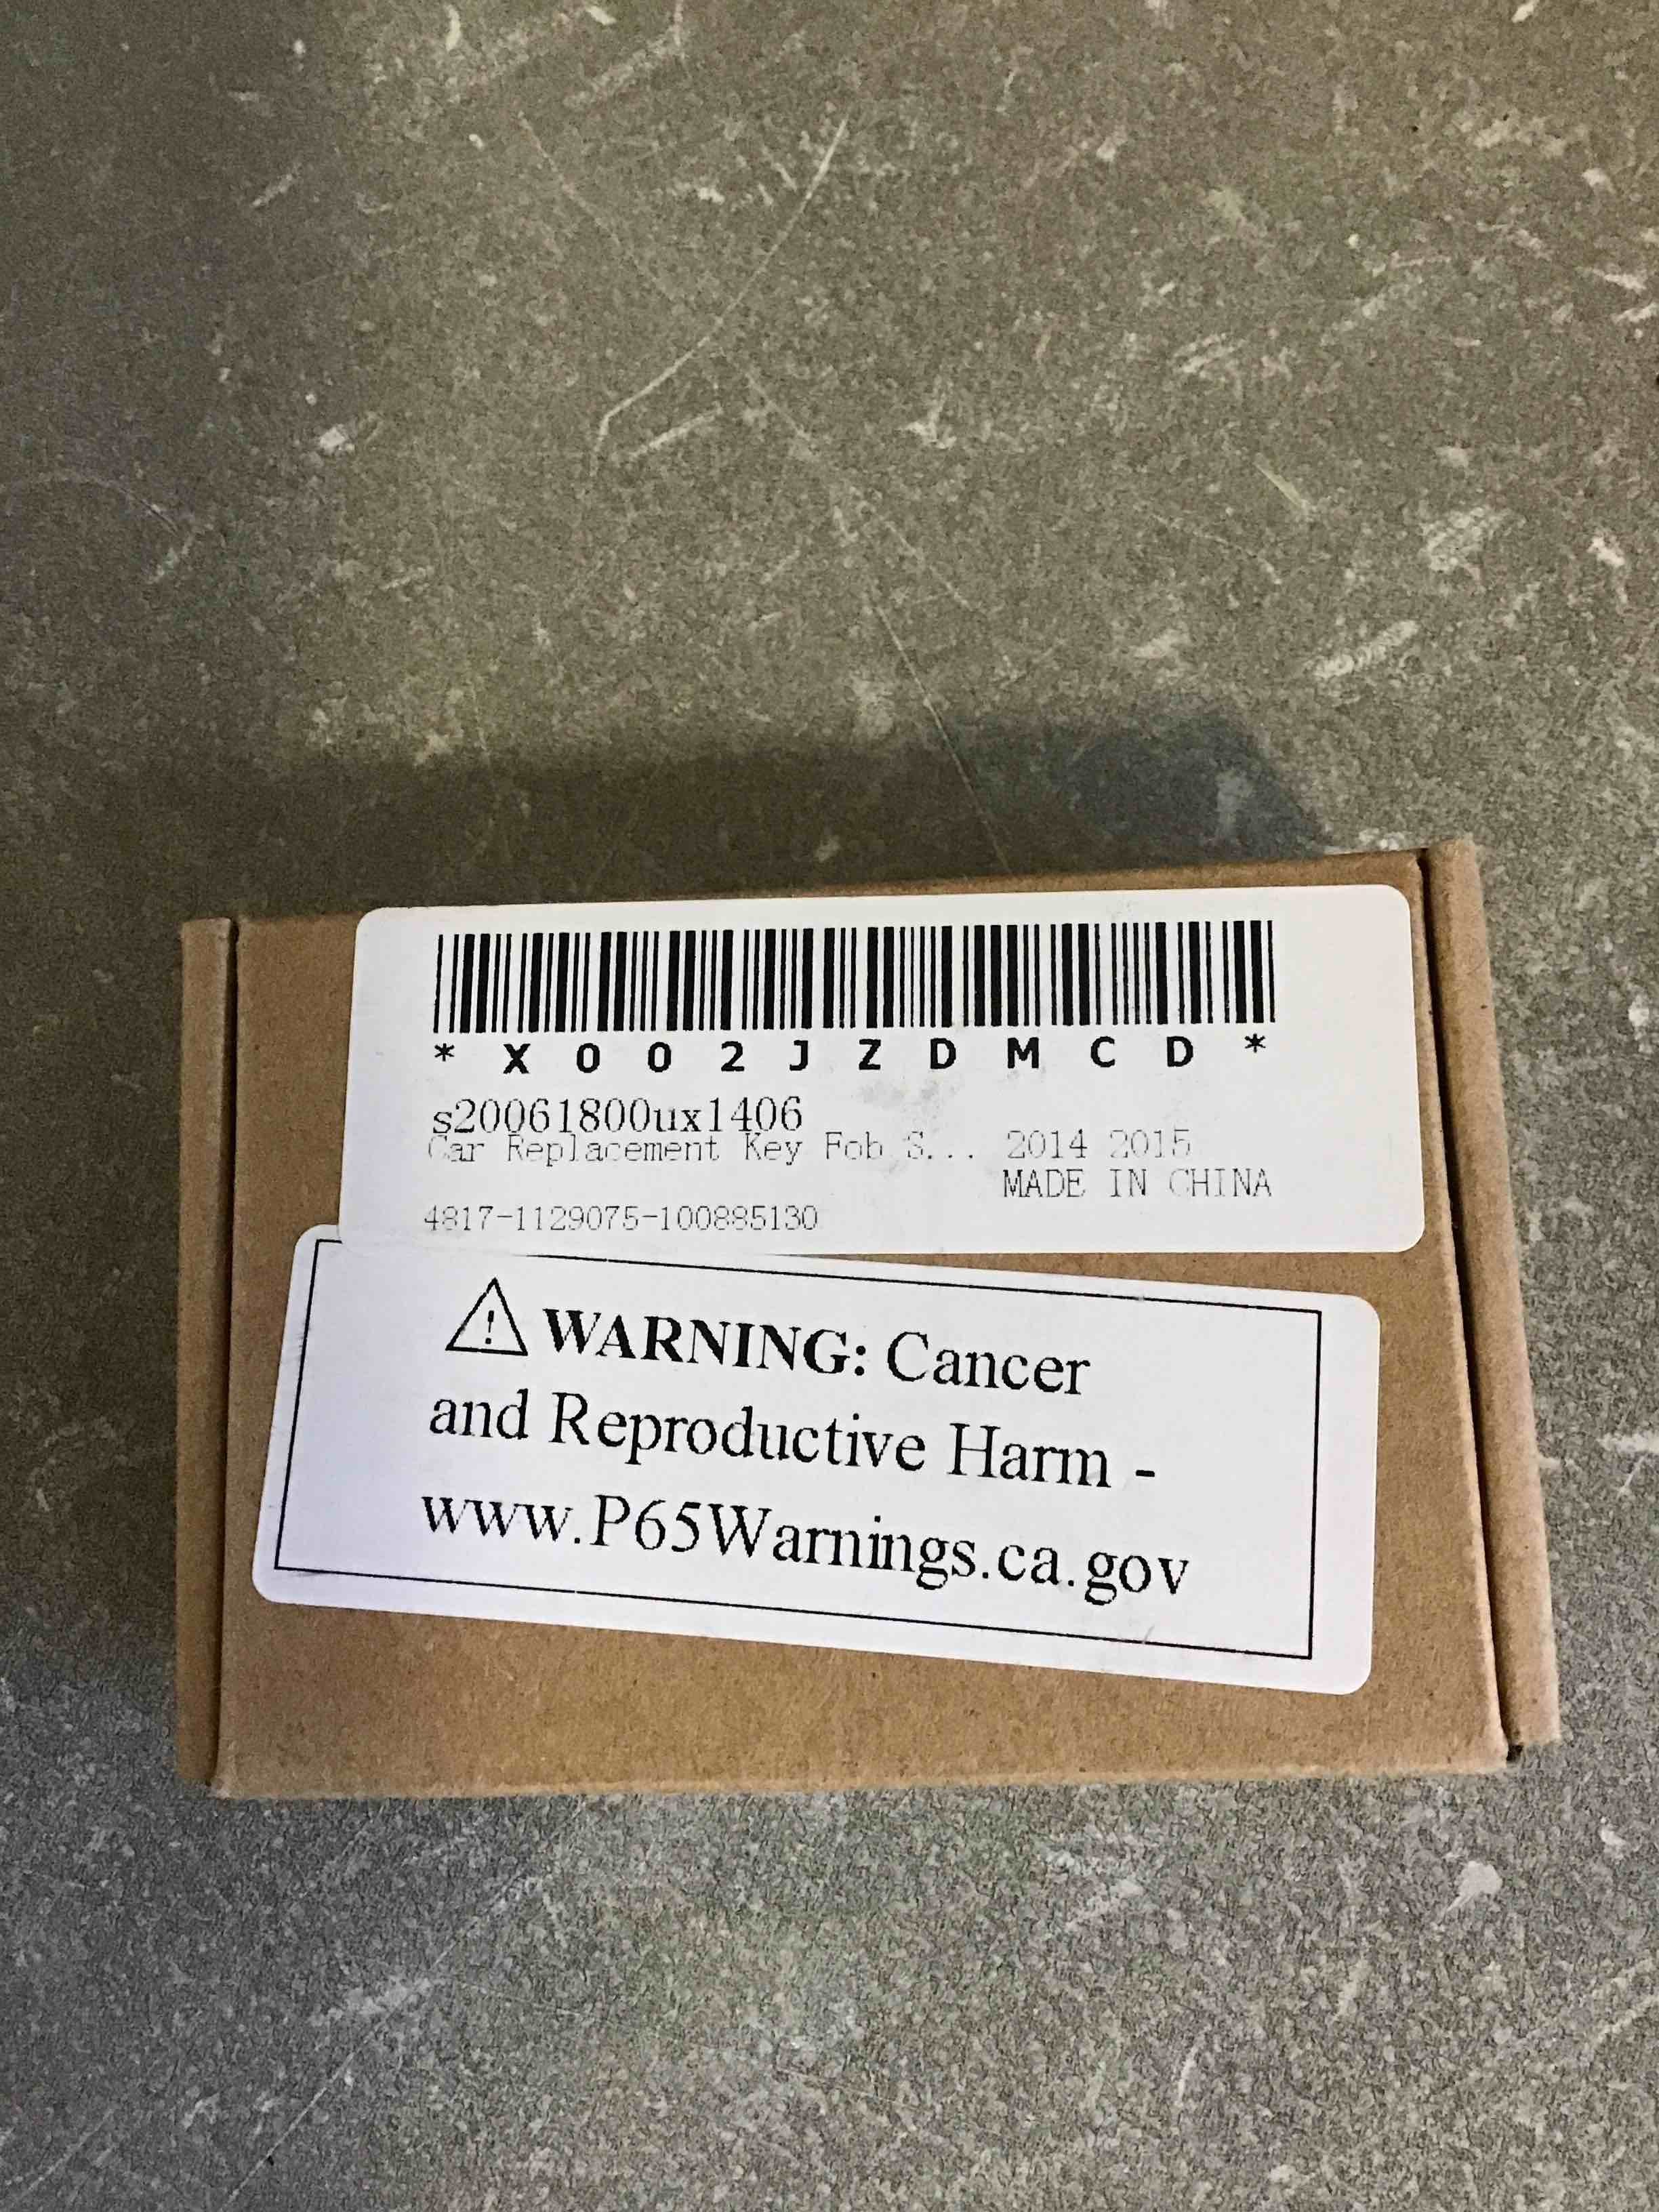 * X 0 0 2 J Z D M C D *
s20061800ux1406
Car Replacement Key Fob S... 2014 2015
MADE IN CHINA
4817-1129075-100885130
WARNING: Cancer
and Reproductive Harm -
www.P65Warnings.ca.gov